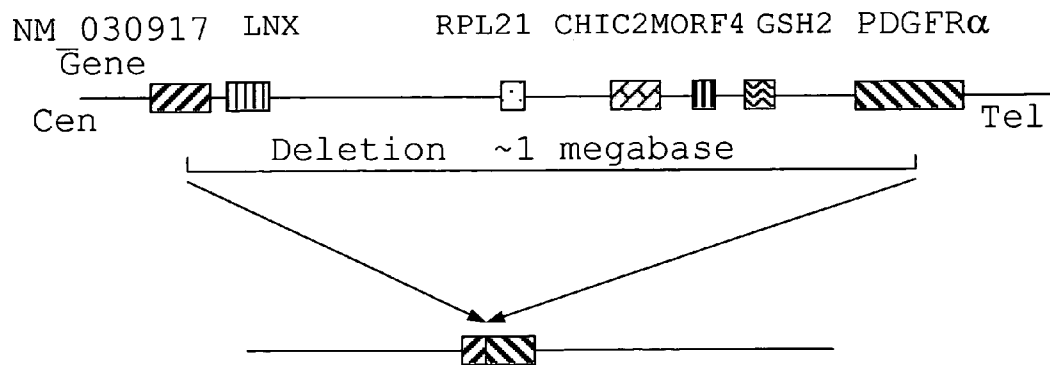 NM_030917 LNX RPL21 CHIC2MORF4 GSH2 PDGFRα
Gene
Cen Tel
Deletion ~1 megabase